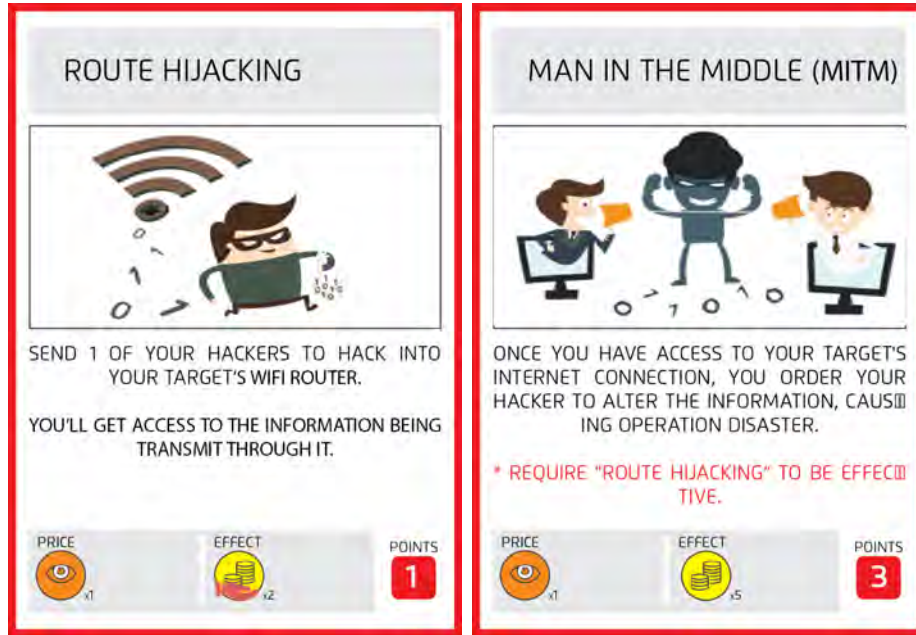 ROUTE HIJACKING
SEND 1 OF YOUR HACKERS TO HACK INTO
YOUR TARGET'S WIFI ROUTER.
YOU'LL GET ACCESS TO THE INFORMATION BEING
TRANSMIT THROUGH IT.
PRICE
x1
EFFECT
x2
POINTS
1
MAN IN THE MIDDLE (MITM)
ONCE YOU HAVE ACCESS TO YOUR TARGET'S
INTERNET CONNECTION, YOU ORDER YOUR
HACKER TO ALTER THE INFORMATION, CAUS
ING OPERATION DISASTER.
* REQUIRE "ROUTE HIJACKING" TO BE EFFEC
TIVE.
PRICE
x1
EFFECT
x5
POINTS
3